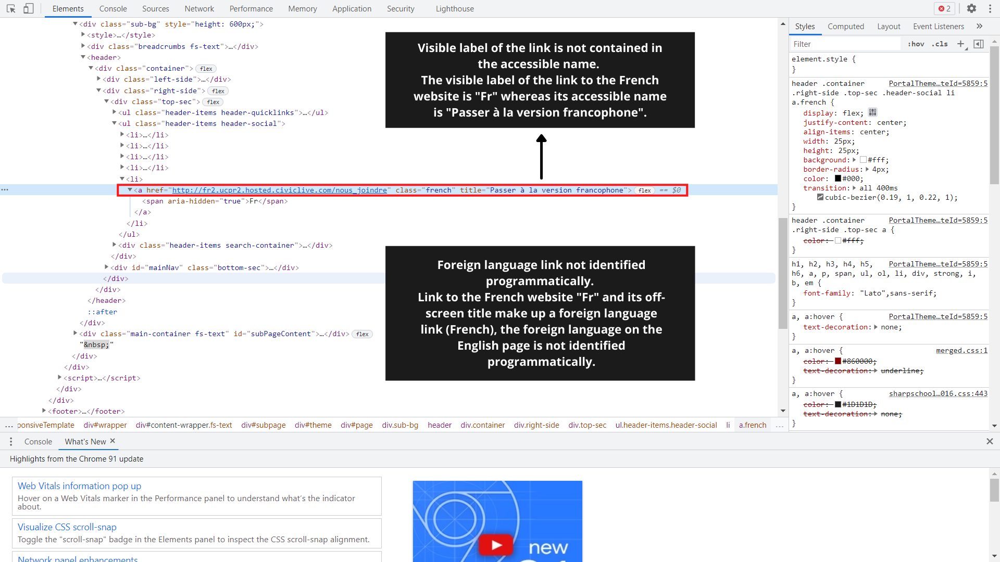 Elements Console Sources Network Performance Memory Application Security Lighthouse 2
<div class="sub-bg" style="height: 600px;">
<style>…</style>
<div class="breadcrumbs fs-text">…</div>
<header>
<div class="container"> flex
<div class="left-side">…</div>
<div class="right-side"> flex
<div class="top-sec"> flex
<ul class="header-items header-quicklinks">…</ul>
<ul class="header-items header-social">
<li>…</li>
<li>…</li>
<li>…</li>
<li>…</li>
<li>
<a href="http://fr2.ucpr2.hosted.civiclive.com/nous_joindre" class="french" title="Passer à la version francophone"> flex == $0
<span aria-hidden="true">Fr</span>
</a>
</li>
</ul>
<div class="header-items search-container">…</div>
</div>
<div id="mainNav" class="bottom-sec">…</div>
</div>
</div>
</header>
::after
</div>
<div class="main-container fs-text" id="subPageContent">…</div> flex
"&nbsp;"
</div>
</div>
<script>…</script>
</div>
</div>
<footer>…</footer>
Visible label of the link is not contained in
the accessible name.
The visible label of the link to the French
website is "Fr" whereas its accessible name
is "Passer à la version francophone".
Foreign language link not identified
programmatically.
Link to the French website "Fr" and its off-
screen title make up a foreign language
link (French), the foreign language on the
English page is not identified
programmatically.
… ponsiveTemplate div#wrapper div#content-wrapper.fs-text div#subpage div#theme div#page div.sub-bg header div.container div.right-side div.top-sec ul.header-items.header-social li a.french …
Styles Computed Layout Event Listeners »
Filter :hov .cls +
element.style {
}
header .container PortalTheme…teId=5859:5
.right-side .top-sec .header-social li
a.french {
display: flex;
justify-content: center;
align-items: center;
width: 25px;
height: 25px;
background: #fff;
border-radius: 4px;
color: #000;
transition: all 400ms
cubic-bezier(0.19, 1, 0.22, 1);
}
header .container PortalTheme…teId=5859:5
.right-side .top-sec a {
color: #fff;
}
h1, h2, h3, h4, h5, PortalTheme…teId=5859:5
h6, a, p, span, ul, ol, li, div, strong, i,
b, em {
font-family: "Lato",sans-serif;
}
a, a:hover { PortalTheme…teId=5859:5
text-decoration: none;
}
a, a:hover { merged.css:1
color: #860000;
text-decoration: underline;
}
a, a:hover { sharpschool…016.css:443
color: #1D1D1D;
text-decoration: none;
}
Console What's New
Highlights from the Chrome 91 update
Web Vitals information pop up
Hover on a Web Vitals marker in the Performance panel to understand what's the indicator
about.
Visualize CSS scroll-snap
Toggle the "scroll-snap" badge in the Elements panel to inspect the CSS scroll-snap alignment.
Network panel enhancements
new